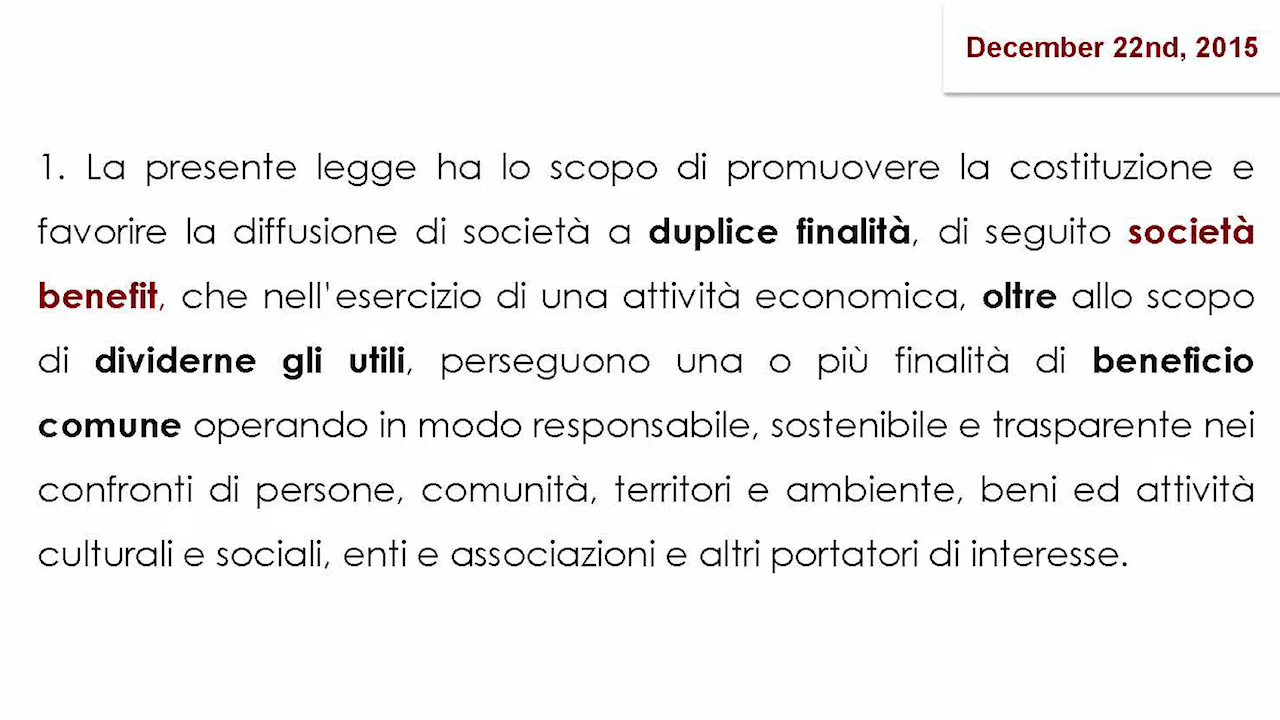 December 22nd, 2015
1. La presente legge ha lo scopo di promuovere la costituzione e
favorire la diffusione di società a duplice finalità, di seguito società
benefit, che nell'esercizio di una attività economica, oltre allo scopo
di dividerne gli utili, perseguono una o più finalità di beneficio
comune operando in modo responsabile, sostenibile e trasparente nei
confronti di persone, comunità, territori e ambiente, beni ed attività
culturali e sociali, enti e associazioni e altri portatori di interesse.